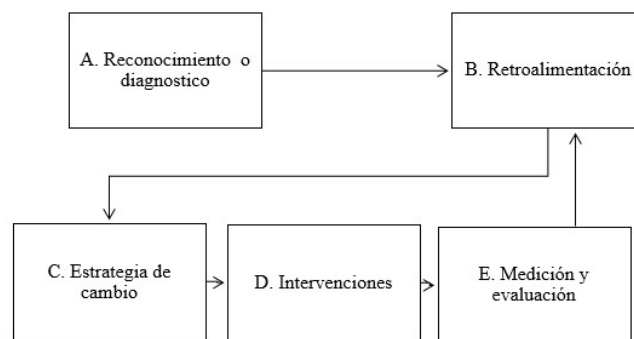 A. Reconocimiento o
diagnostico
B. Retroalimentación
C. Estrategia de
cambio
D. Intervenciones
E. Medición y
evaluación